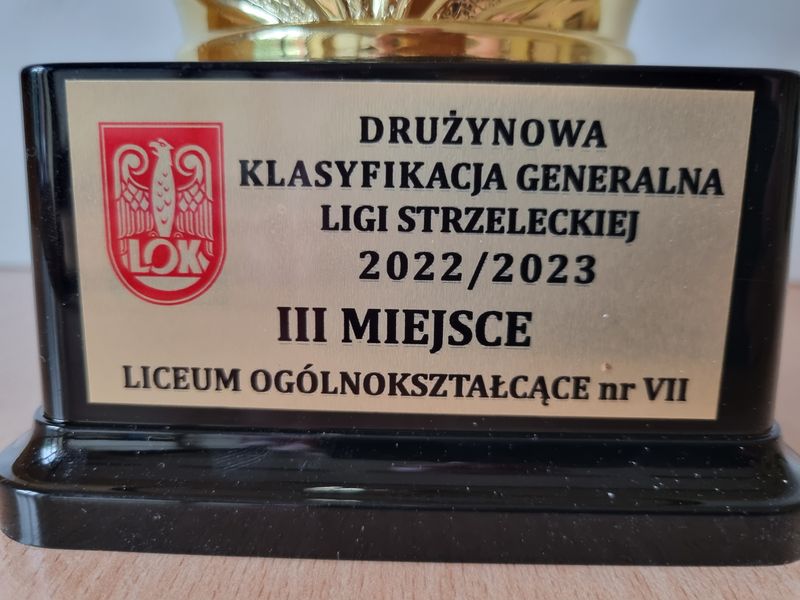 DRUŻYNOWA
KLASYFIKACJA GENERALNA
LIGI STRZELECKIEJ
2022/2023
LOK
III MIEJSCE
LICEUM OGÓLNOKSZTAŁCĄCE nr VII